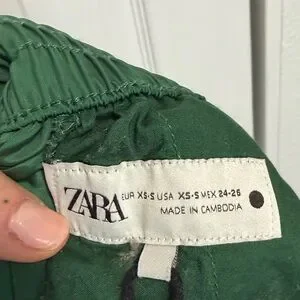 ZARA
EUR XS-S USA XS-S MEX 24-26
MADE IN CAMBODIA